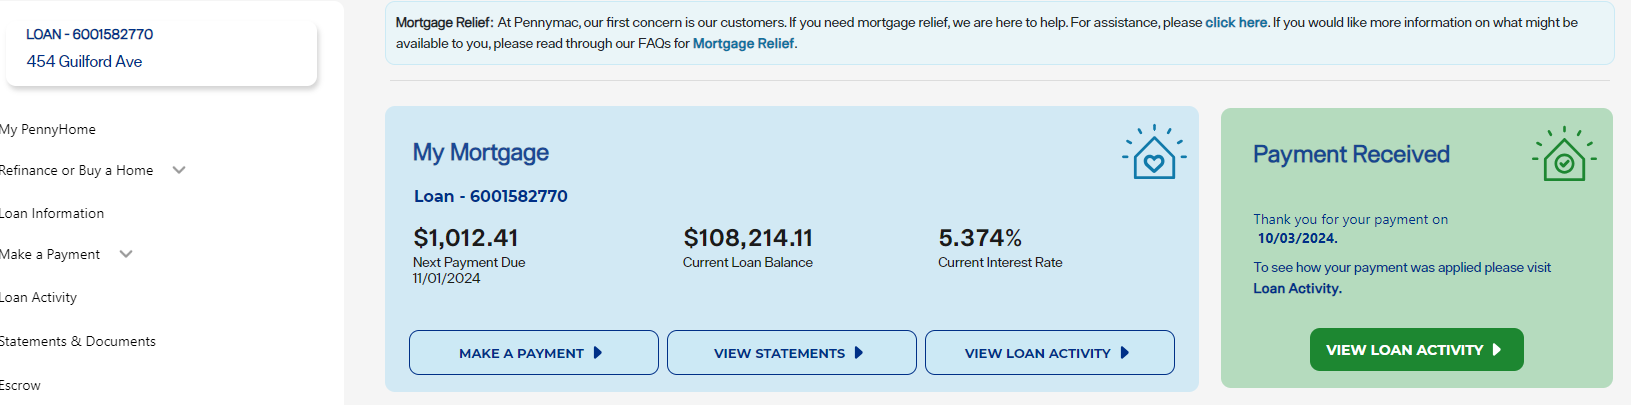 LOAN - 6001582770
454 Guilford Ave
My PennyHome
Refinance or Buy a Home
Loan Information
Make a Payment
Loan Activity
Statements & Documents
Escrow
Mortgage Relief: At Pennymac, our first concern is our customers. If you need mortgage relief, we are here to help. For assistance, please click here. If you would like more information on what might be
available to you, please read through our FAQs for Mortgage Relief.
My Mortgage
Loan - 6001582770
$1,012.41
Next Payment Due
11/01/2024
$108,214.11
Current Loan Balance
5.374%
Current Interest Rate
MAKE A PAYMENT
VIEW STATEMENTS
VIEW LOAN ACTIVITY
Payment Received
Thank you for your payment on
10/03/2024.
To see how your payment was applied please visit
Loan Activity.
VIEW LOAN ACTIVITY